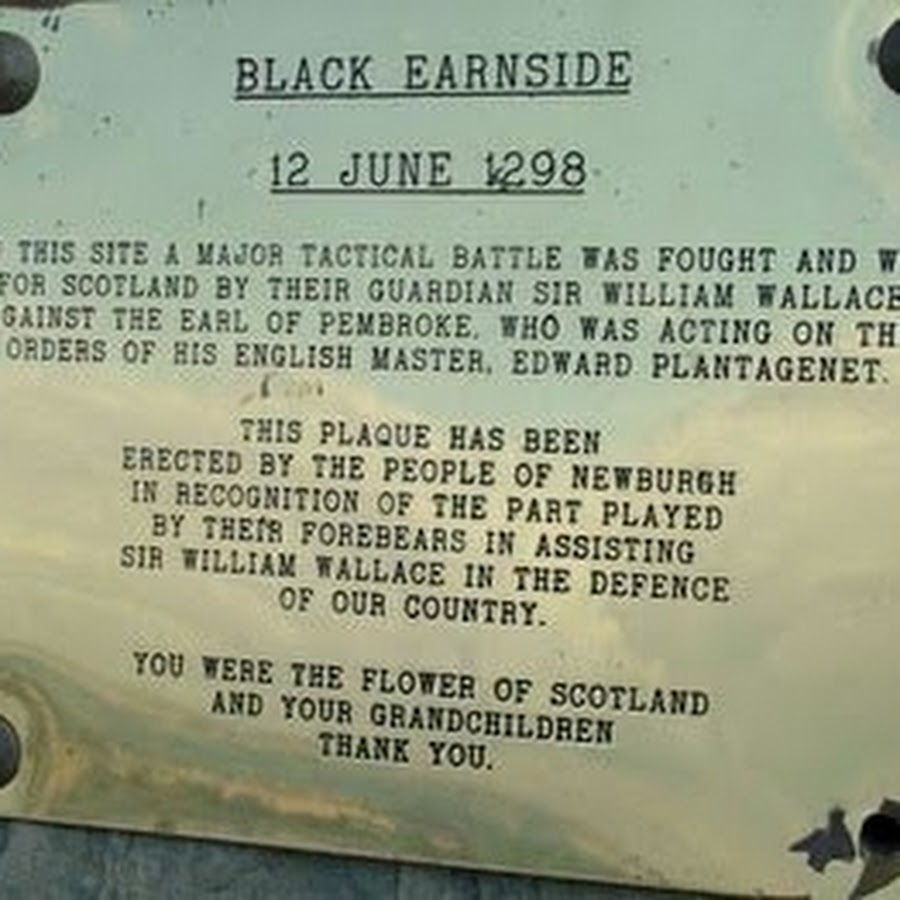 BLACK EARNSIDE
12 JUNE 1298
THIS SITE A MAJOR TACTICAL BATTLE WAS FOUGHT AND
FOR SCOTLAND BY THEIR GUARDIAN SIR WILLIAM WALLACE
GAINST THE EARL OF PEMBROKE, WHO WAS ACTING ON TH
ORDERS OF HIS ENGLISH MASTER, EDWARD PLANTAGENET.
THIS PLAQUE HAS BEEN
ERECTED BY THE PEOPLE OF NEWBURGH
IN RECOGNITION OF THE PART PLAYED
BY THEIR FOREBEARS IN ASSISTING
SIR WILLIAM WALLACE IN THE DEFENCE
OF OUR COUNTRY.
YOU WERE THE FLOWER OF SCOTLAND
AND YOUR GRANDCHILDREN
THANK YOU.